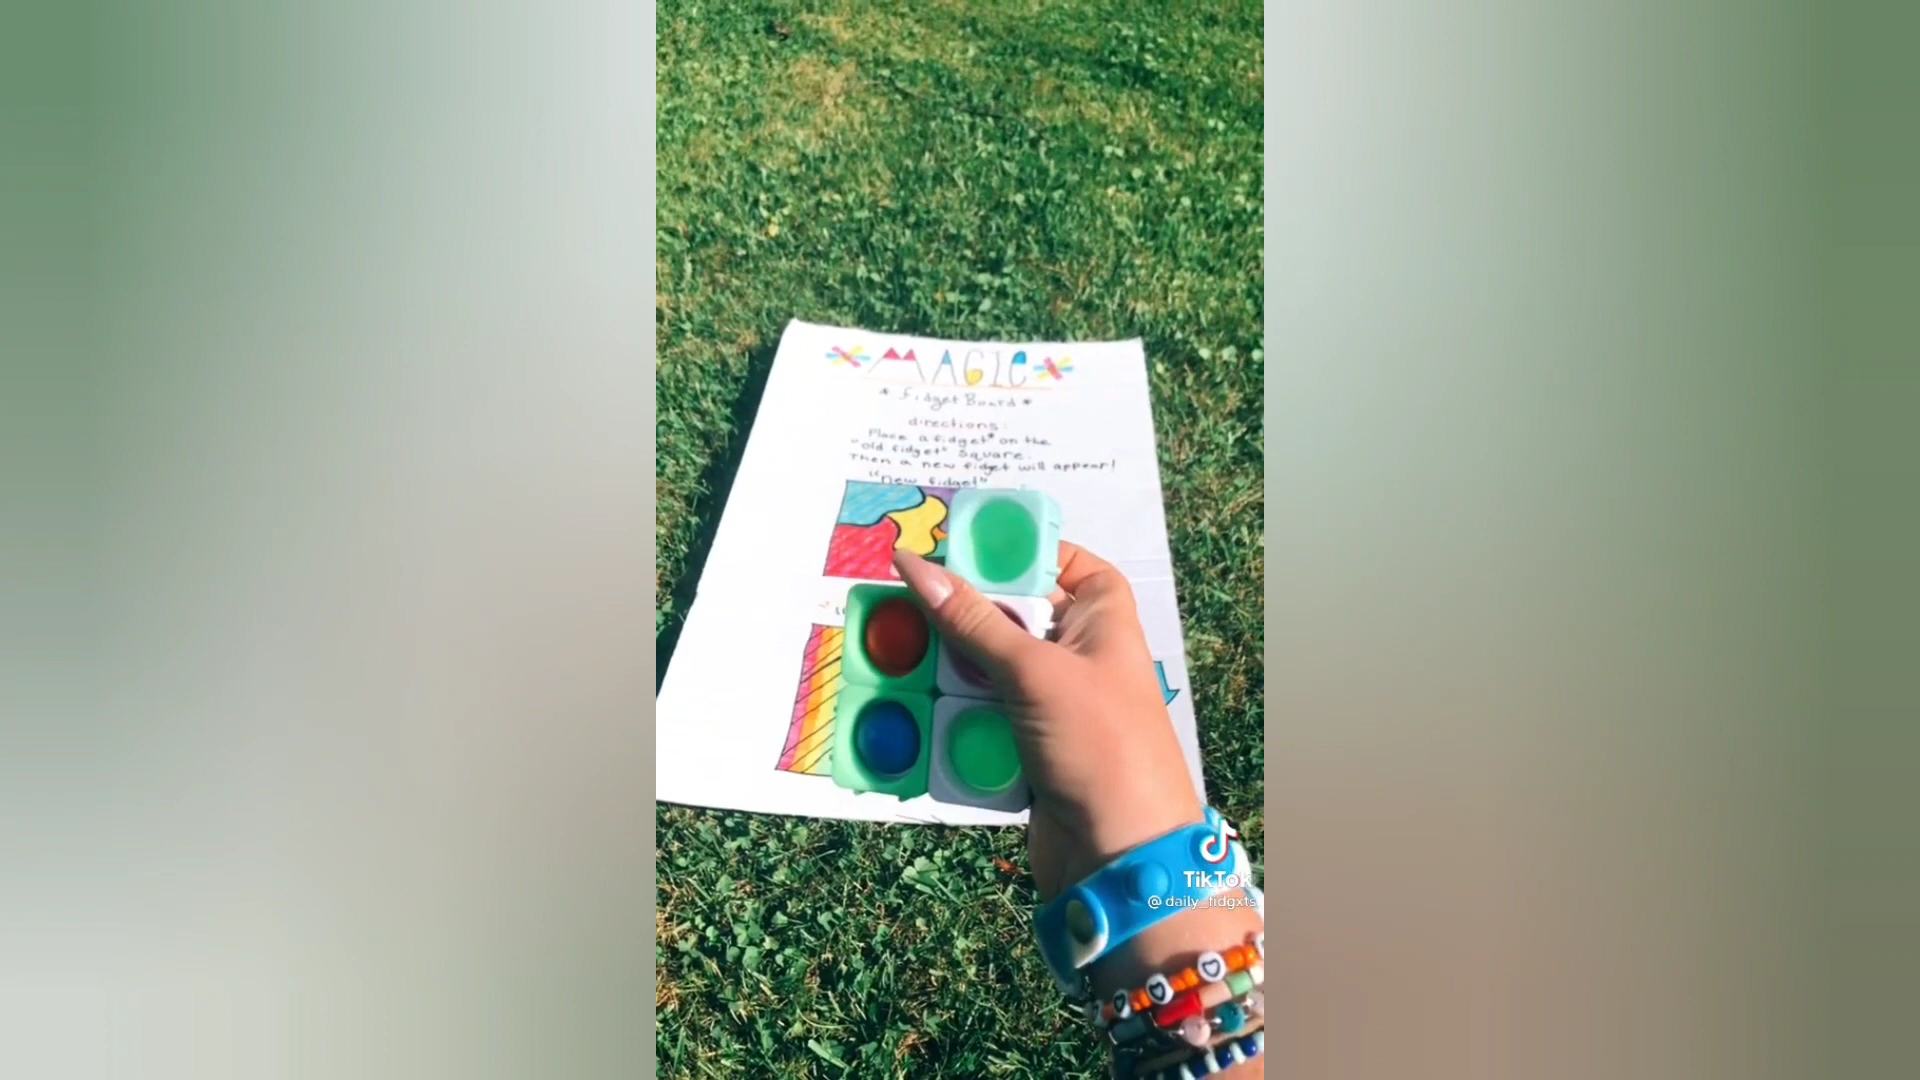 MAGIC
* fidget Board *
directions:
Place a fidget* on the
"old fidget" square.
Then a new fidget will appear!
"New fidget"
TikTok
@daily_fidgxts